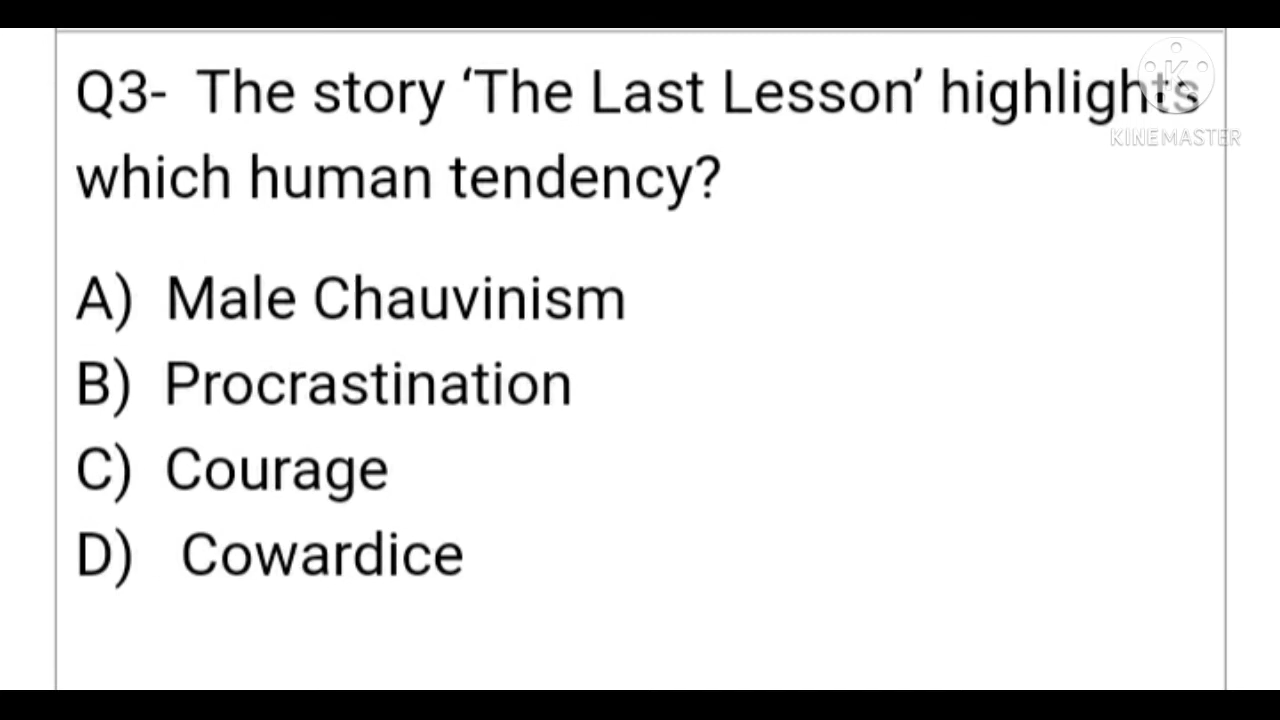 Q3- The story ‘The Last Lesson’ highlights
KINEMASTER
which human tendency?
A) Male Chauvinism
B) Procrastination
C) Courage
D) Cowardice